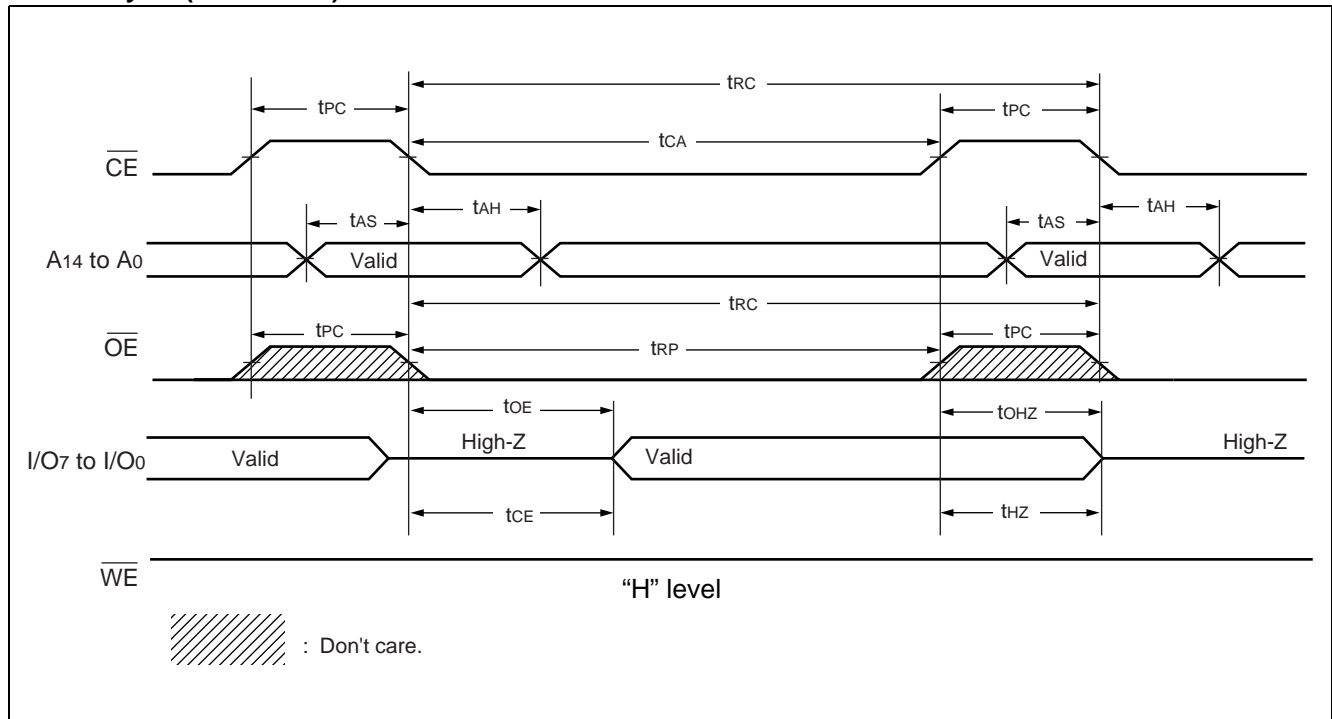 tRC
tPC
tPC
tCA
CE
tAS
tAH
tAS
tAH
A14 to A0
Valid
Valid
tRC
tPC
tPC
OE
tRP
tOE
tOHZ
I/O7 to I/O0
Valid
High-Z
Valid
High-Z
tCE
tHZ
WE
“H” level
: Don't care.